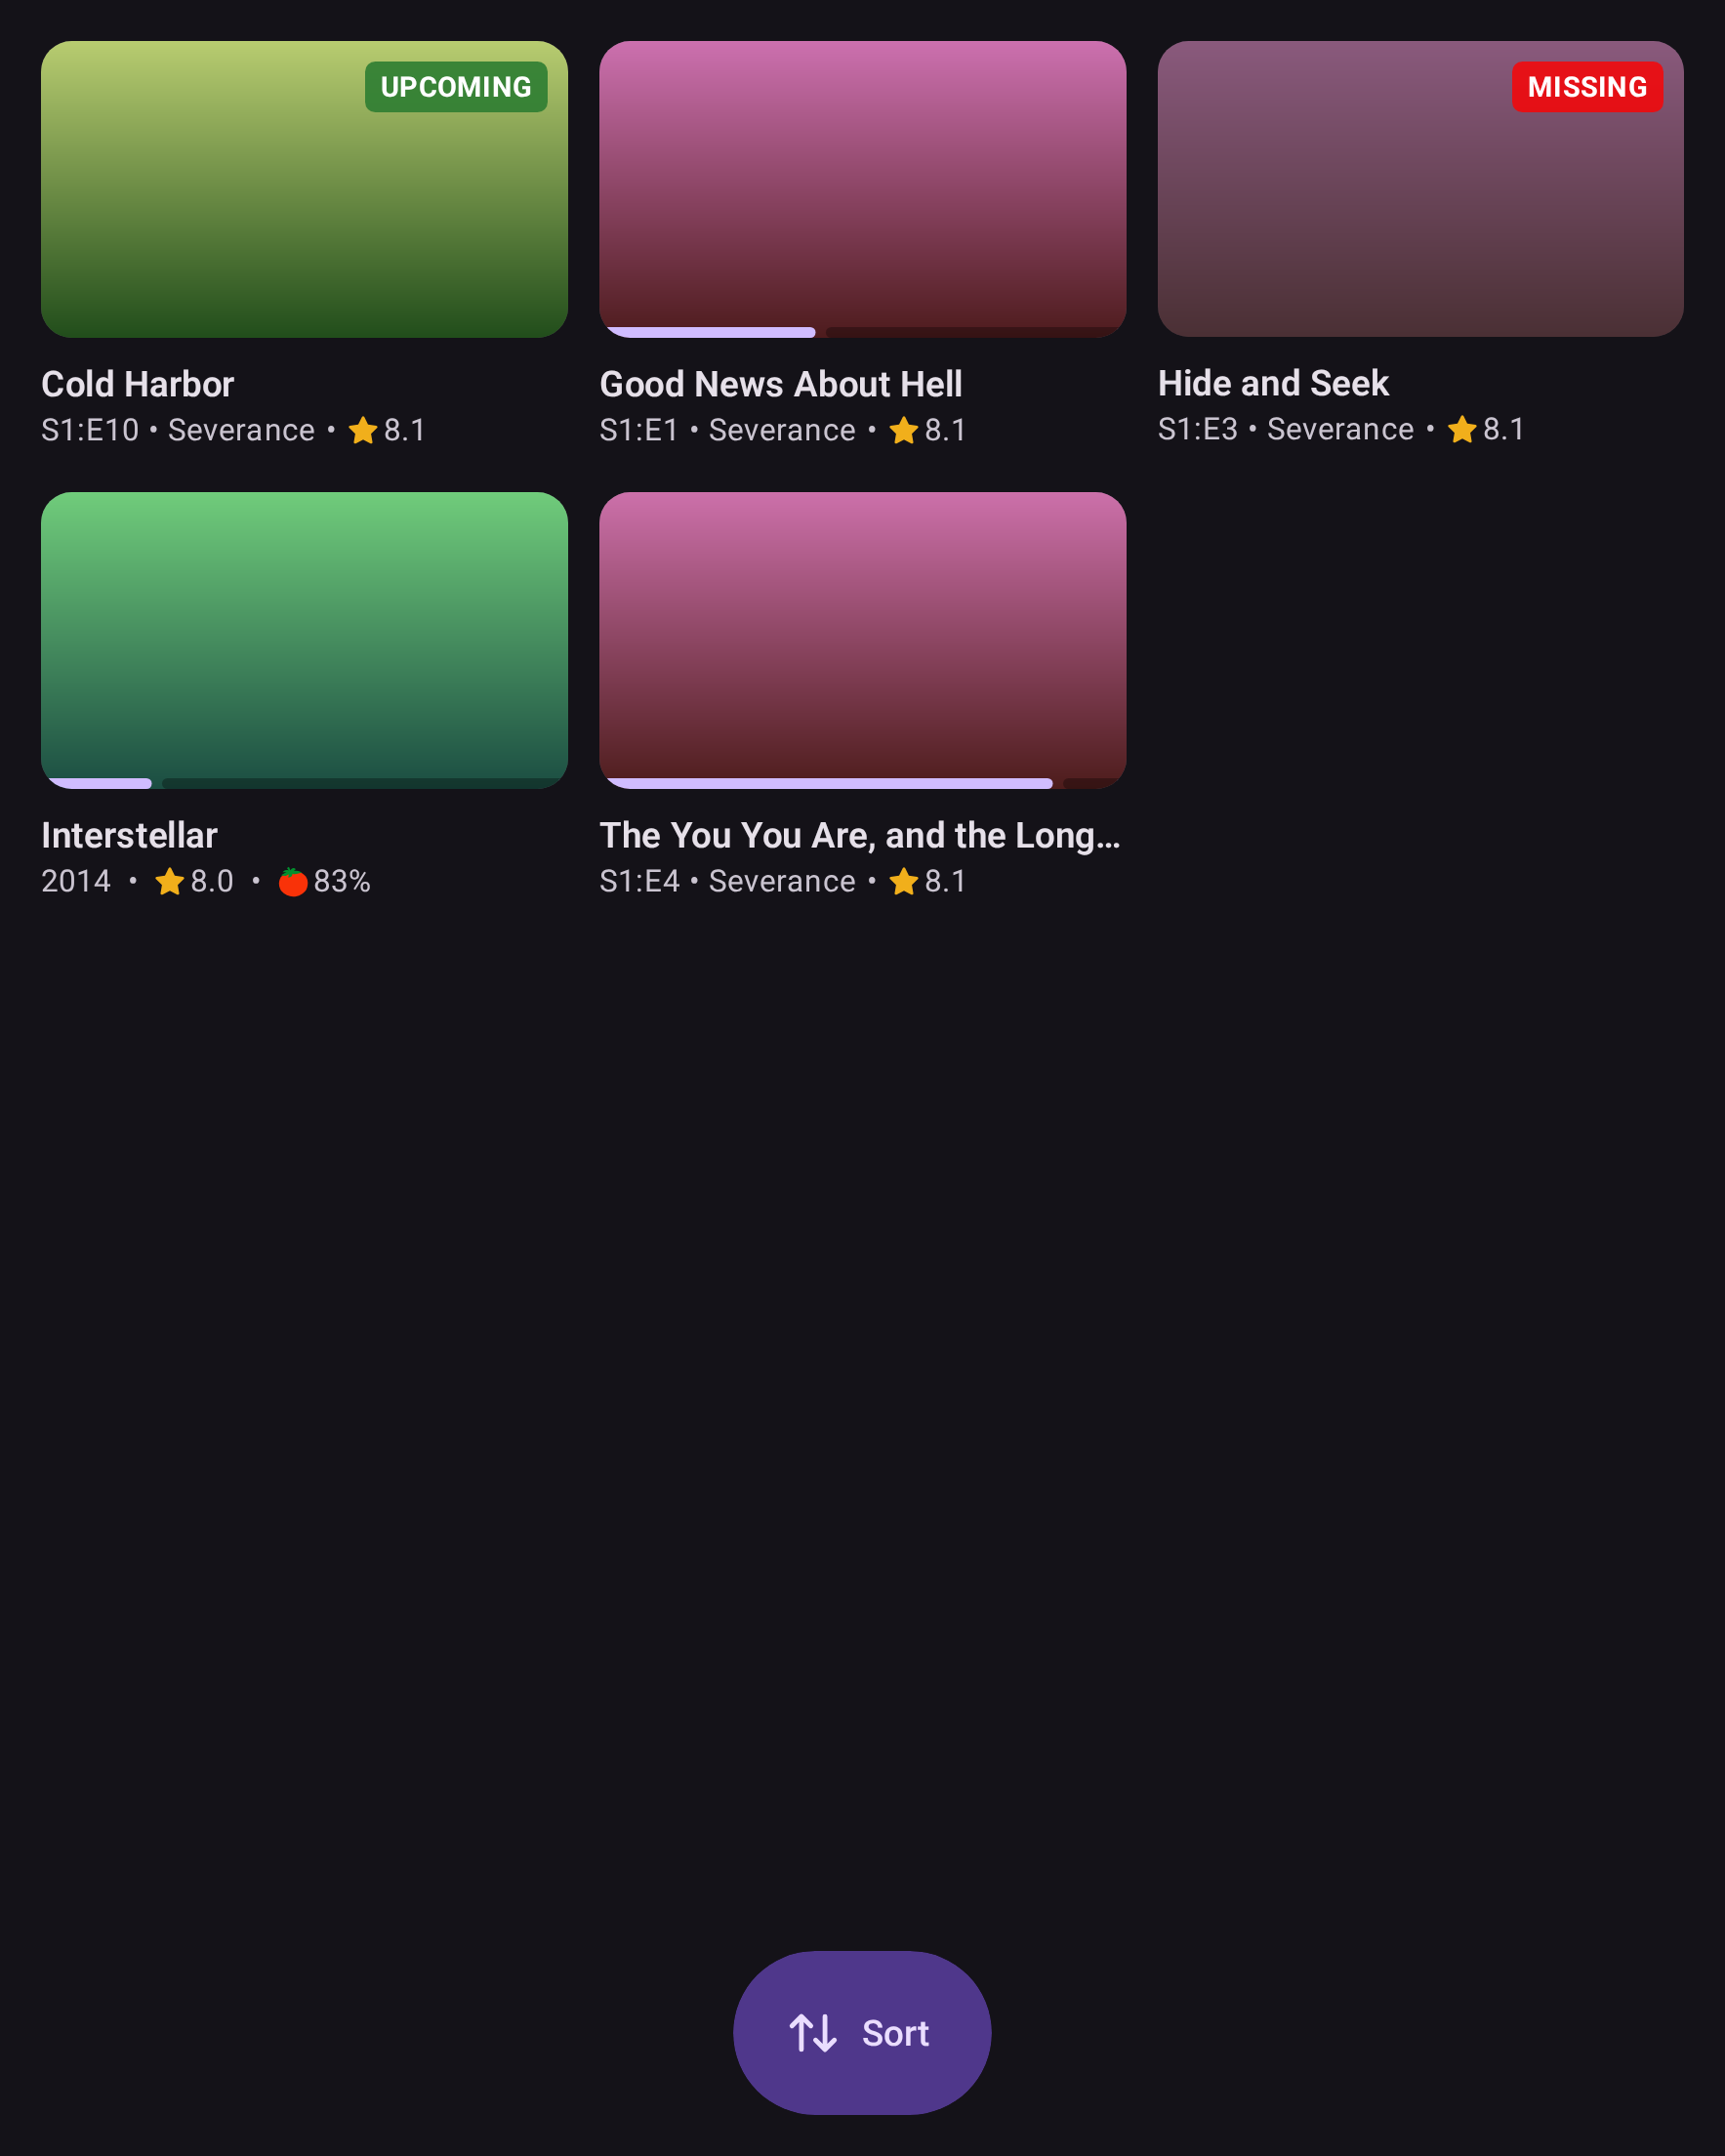 UPCOMING
Cold Harbor
S1:E10 • Severance • 8.1
Good News About Hell
S1:E1 • Severance • 8.1
MISSING
Hide and Seek
S1:E3 • Severance • 8.1
Interstellar
2014 • 8.0 • 83%
The You You Are, and the Long…
S1:E4 • Severance • 8.1
Sort